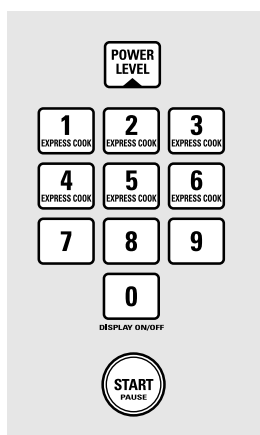 POWER
LEVEL
1 2 3
EXPRESS COOK EXPRESS COOK EXPRESS COOK
4 5 6
EXPRESS COOK EXPRESS COOK EXPRESS COOK
7 8 9
0
DISPLAY ON/OFF
START
PAUSE